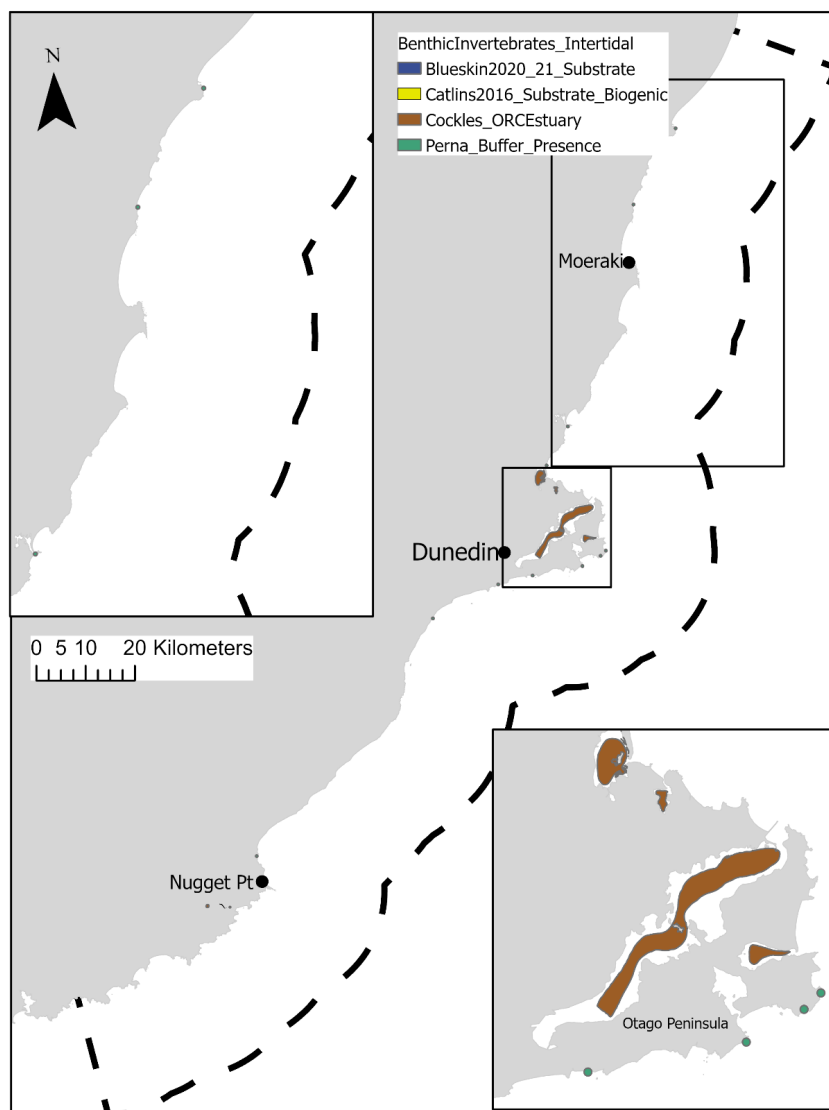 N
BenthicInvertebrates_Intertidal
Blueskin2020_21_Substrate
Catlins2016_Substrate_Biogenic
Cockles_ORCEstuary
Perna_Buffer_Presence
Moeraki
Dunedin
0 5 10 20 Kilometers
Nugget Pt
Otago Peninsula